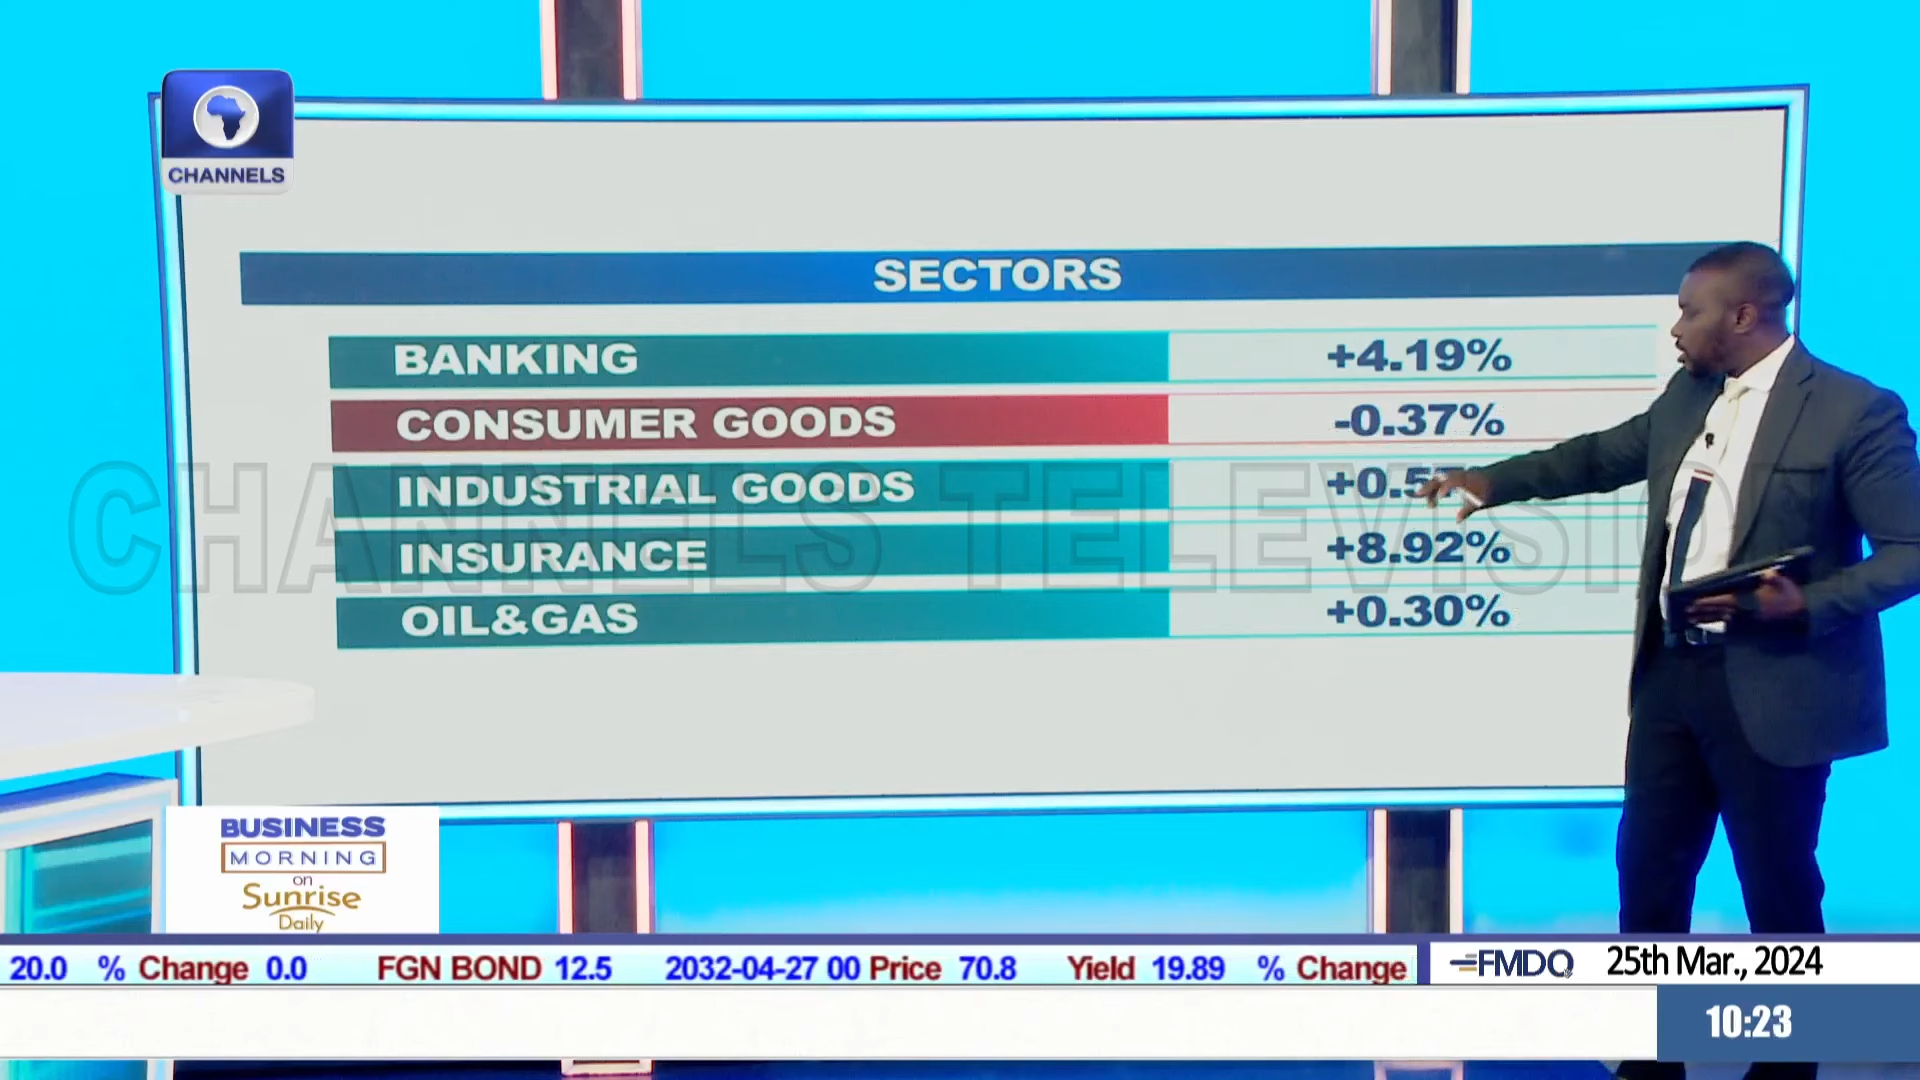 CHANNELS
SECTORS
BANKING +4.19%
CONSUMER GOODS -0.37%
INDUSTRIAL GOODS
INSURANCE +8.92%
OIL&GAS +0.30%
CHANNELS TELEVISION
BUSINESS
MORNING
on
Sunrise
Daily
20.0 % Change 0.0 FGN BOND 12.5 2032-04-27 00 Price 70.8 Yield 19.89 % Change
FMDQ 25th Mar., 2024
10:23